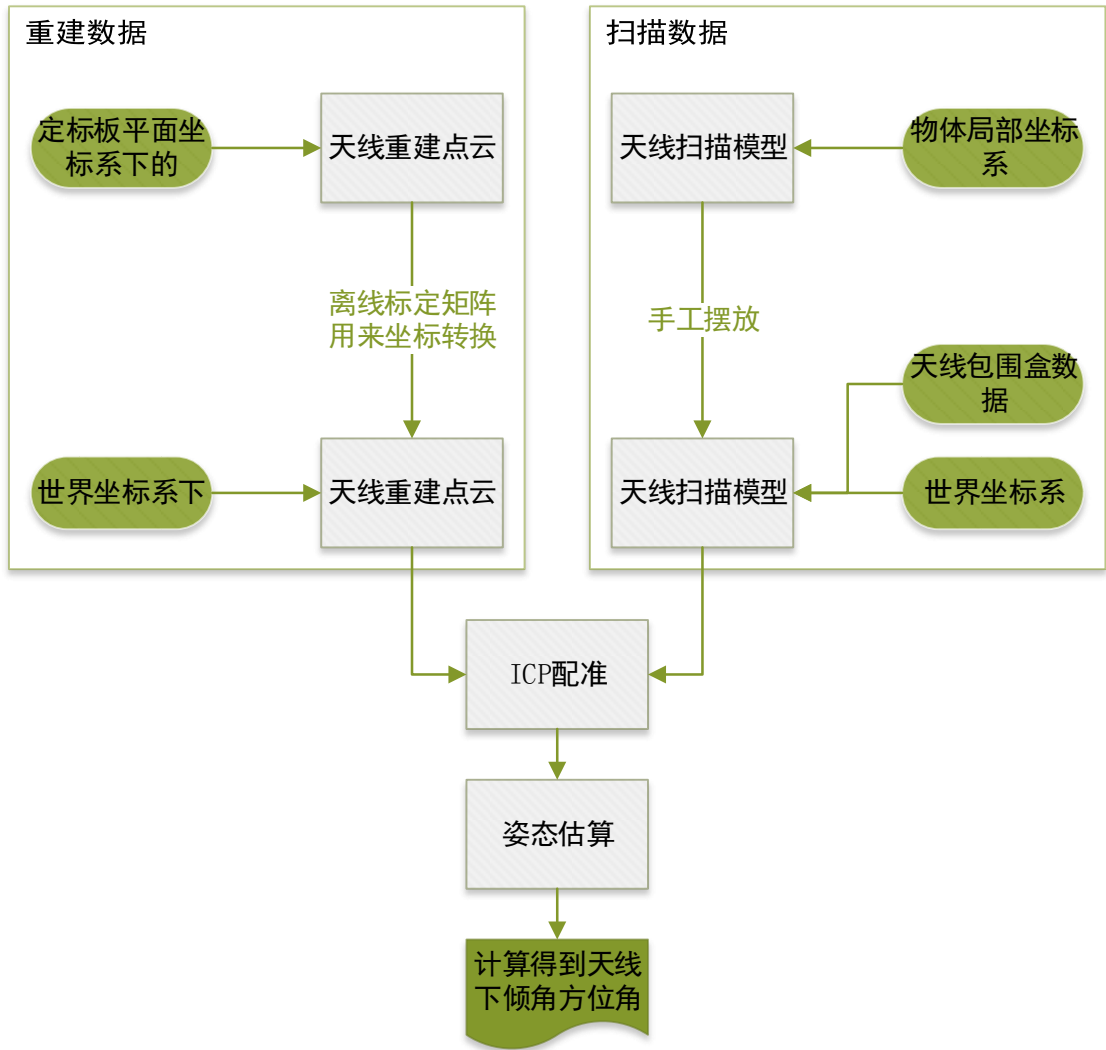 重建数据
定标板平面坐
标系下的
天线重建点云
离线标定矩阵
用来坐标转换
世界坐标系下
天线重建点云
扫描数据
天线扫描模型
物体局部坐标
系
手工摆放
天线包围盒数
据
天线扫描模型
世界坐标系
ICP配准
姿态估算
计算得到天线
下倾角方位角